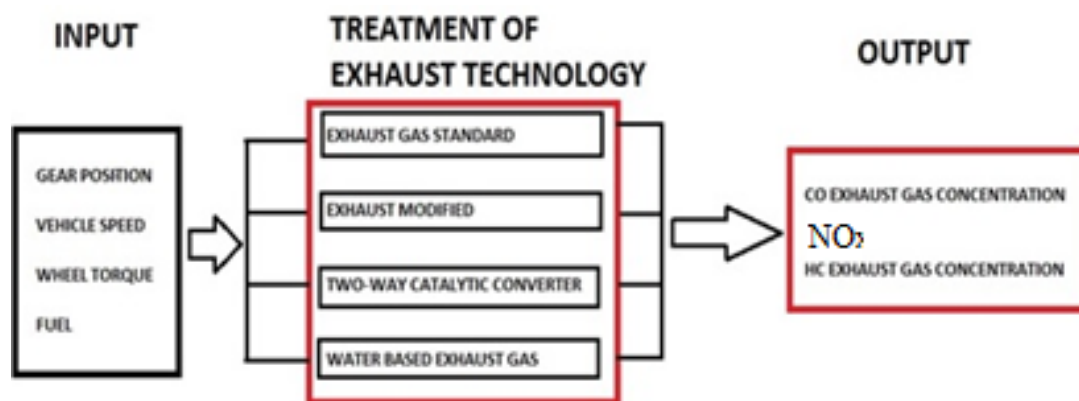 INPUT
GEAR POSITION
VEHICLE SPEED
WHEEL TORQUE
FUEL
TREATMENT OF
EXHAUST TECHNOLOGY
EXHAUST GAS STANDARD
EXHAUST MODIFIED
TWO-WAY CATALYTIC CONVERTER
WATER BASED EXHAUST GAS
OUTPUT
CO EXHAUST GAS CONCENTRATION
NOx
HC EXHAUST GAS CONCENTRATION